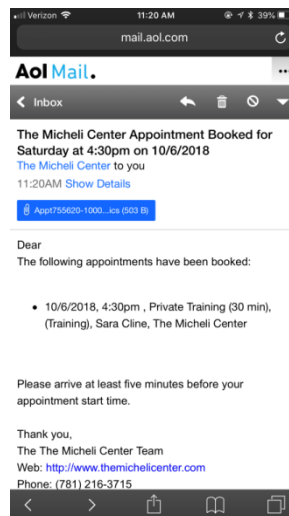 Verizon 11:20 AM 39%
mail.aol.com
Aol Mail.
Inbox
The Micheli Center Appointment Booked for
Saturday at 4:30pm on 10/6/2018
The Micheli Center to you
11:20AM Show Details
Appt755620-1000...ics (503 B)
Dear
The following appointments have been booked:
• 10/6/2018, 4:30pm , Private Training (30 min),
(Training), Sara Cline, The Micheli Center
Please arrive at least five minutes before your
appointment start time.
Thank you,
The The Micheli Center Team
Web: http://www.themichelicenter.com
Phone: (781) 216-3715